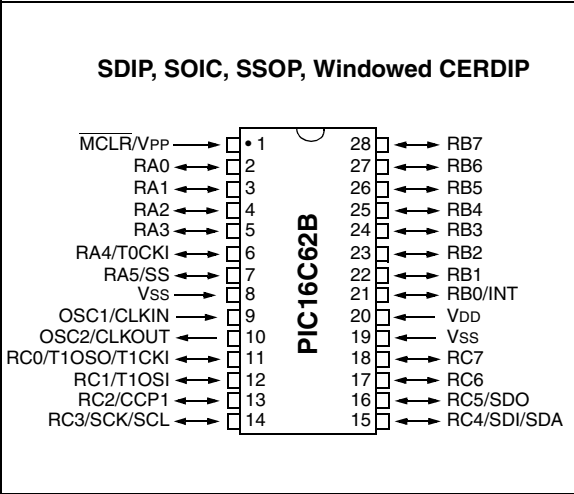 SDIP, SOIC, SSOP, Windowed CERDIP
MCLR/VPP • 1 28 RB7
RA0 2 27 RB6
RA1 3 26 RB5
RA2 4 25 RB4
RA3 5 24 RB3
RA4/T0CKI 6 23 RB2
RA5/SS 7 22 RB1
VSS 8 21 RB0/INT
OSC1/CLKIN 9 20 VDD
OSC2/CLKOUT 10 19 VSS
RC0/T1OSO/T1CKI 11 18 RC7
RC1/T1OSI 12 17 RC6
RC2/CCP1 13 16 RC5/SDO
RC3/SCK/SCL 14 15 RC4/SDI/SDA
PIC16C62B